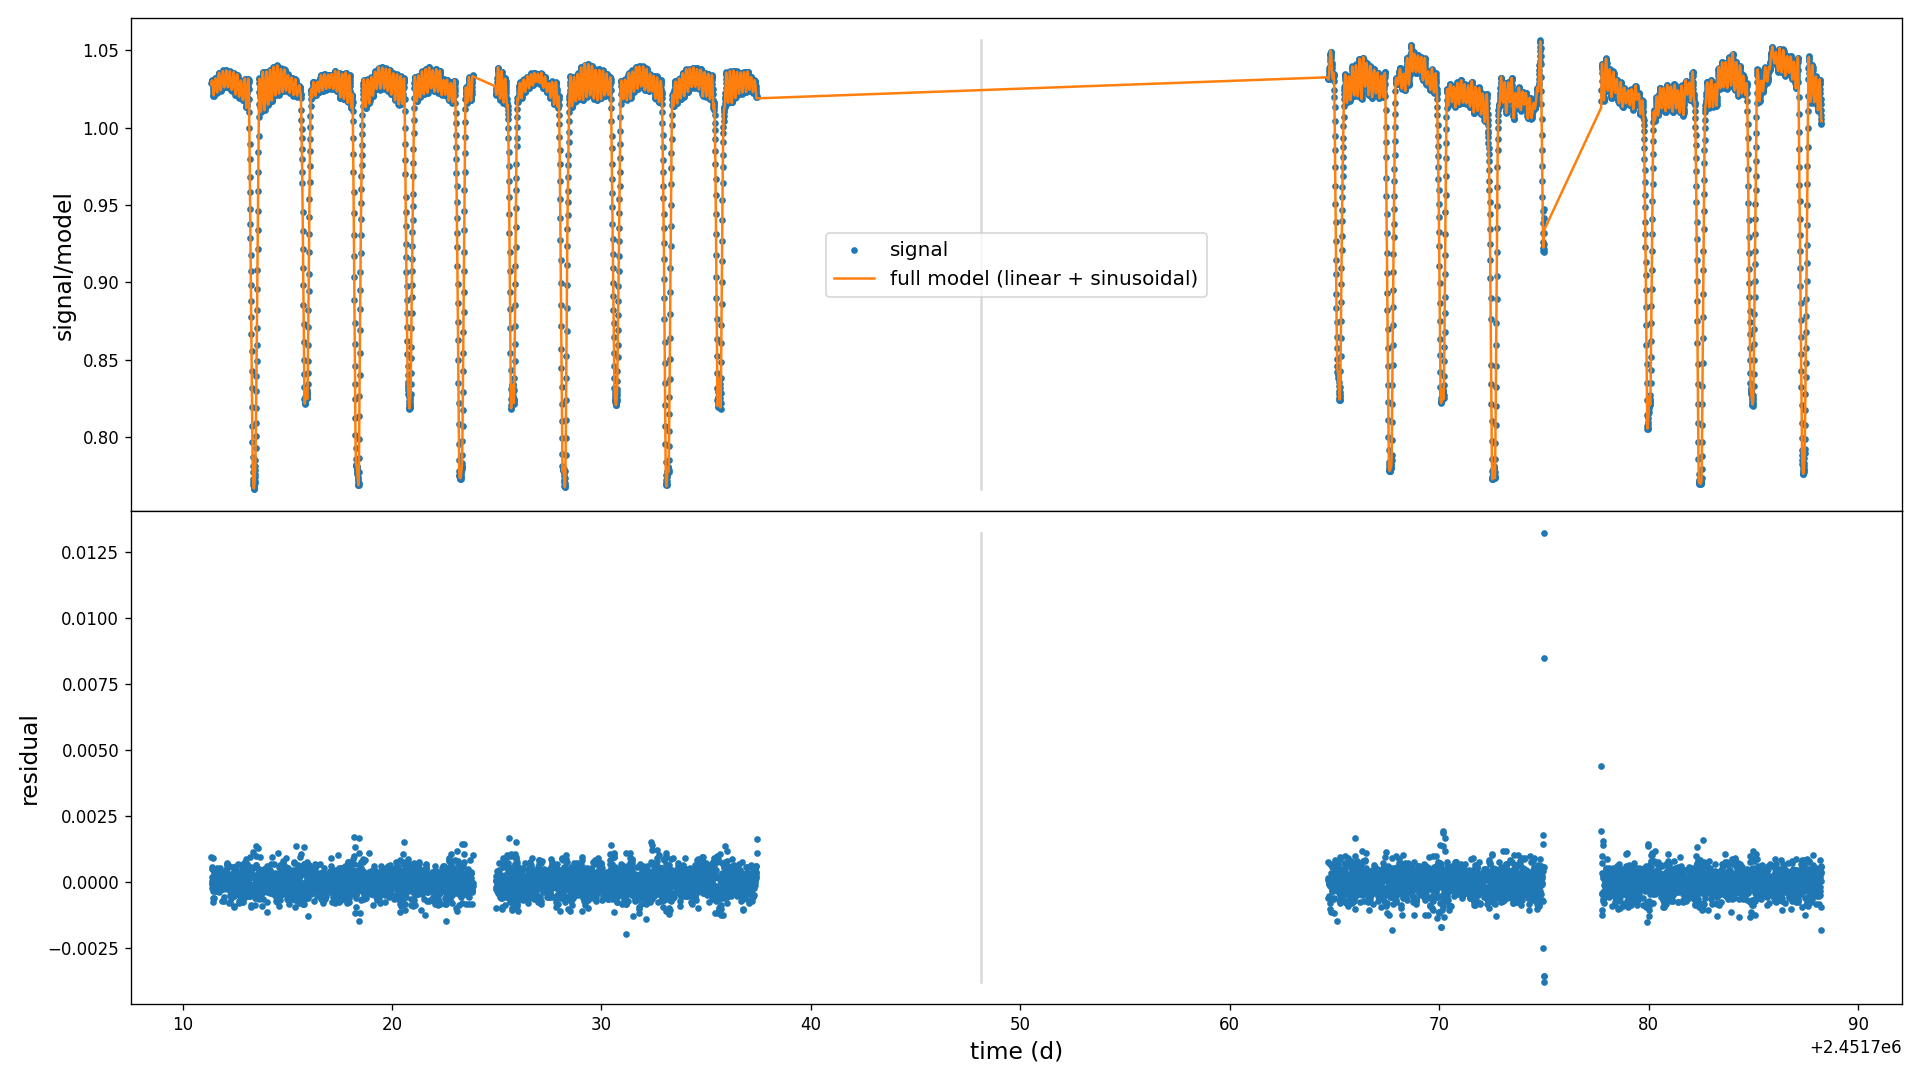 1.05
1.00
0.95
0.90
0.85
0.80
signal/model
signal
full model (linear + sinusoidal)
0.0125
0.0100
0.0075
0.0050
0.0025
0.0000
−0.0025
residual
10 20 30 40 50 60 70 80 90
time (d)
+2.4517e6